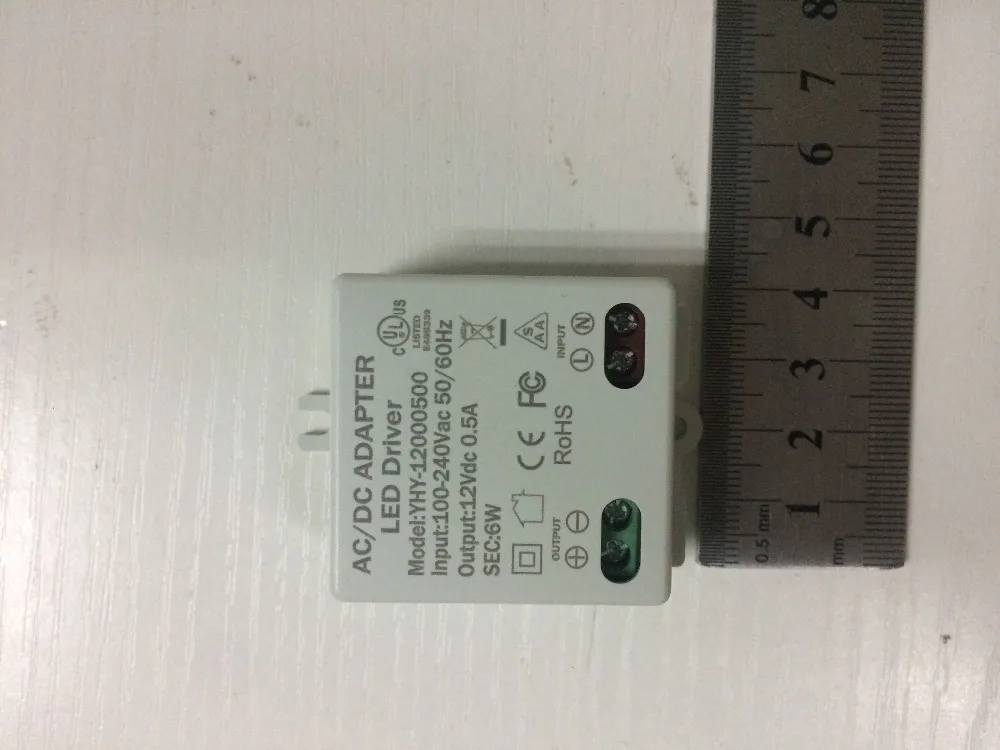 AC/DC ADAPTER
LED Driver
Model:YHY-12000500
Input:100-240Vac 50/60Hz
Output:12Vdc 0.5A
SEC:6W
C UL US
LISTED
SAA
CE FC
RoHS
INPUT
L N
OUTPUT
+ -
8
7
6
5
4
3
2
1
0.5 mm
mm